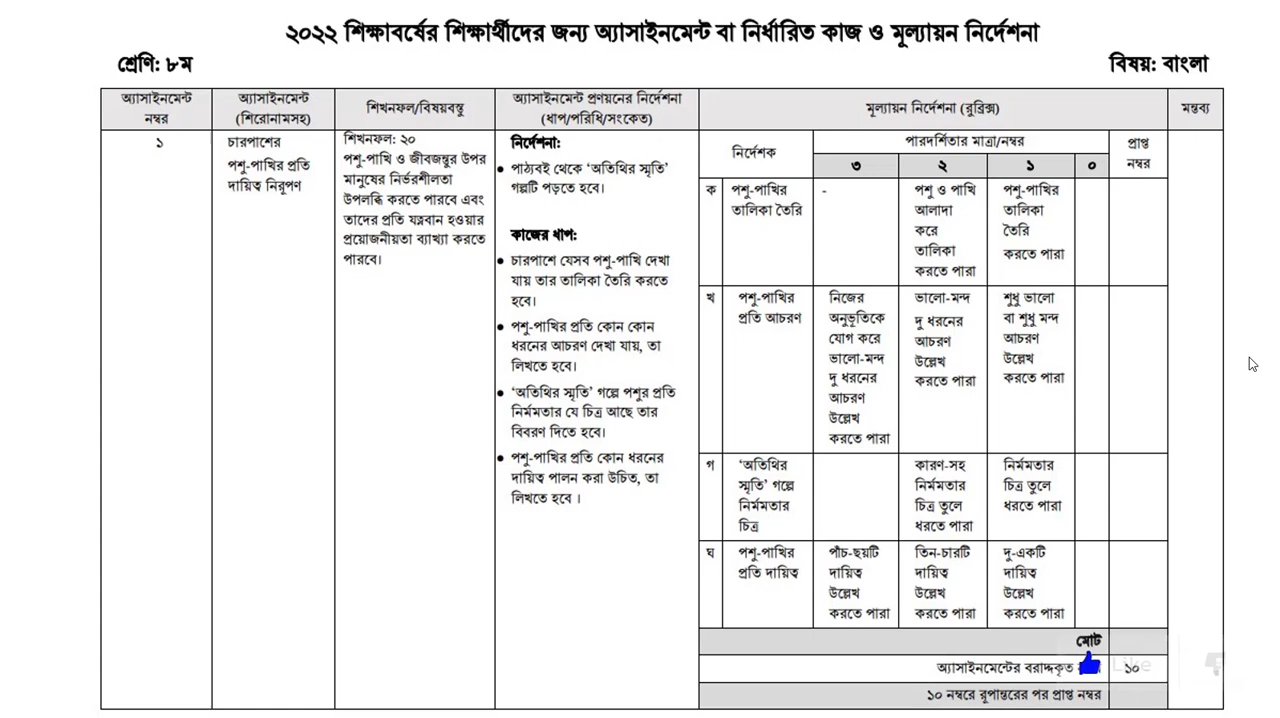 ২০২২ শিক্ষাবর্ষের শিক্ষার্থীদের জন্য অ্যাসাইনমেন্ট বা নির্ধারিত কাজ ও মূল্যায়ন নির্দেশনা
শ্রেণি: ৮ম
বিষয়: বাংলা
অ্যাসাইনমেন্ট
নম্বর
অ্যাসাইনমেন্ট
(শিরোনামসহ)
শিখনফল/বিষয়বস্তু
অ্যাসাইনমেন্ট প্রণয়নের নির্দেশনা
(ধাপ/পরিধি/সংকেত)
মূল্যায়ন নির্দেশনা (রুব্রিক্স)
মন্তব্য
১
চারপাশের
পশু-পাখির প্রতি
দায়িত্ব নিরূপণ
শিখনফল: ২০
পশু-পাখি ও জীবজন্তুর উপর
মানুষের নির্ভরশীলতা
উপলব্ধি করতে পারবে এবং
তাদের প্রতি যত্নবান হওয়ার
প্রয়োজনীয়তা ব্যাখ্যা করতে
পারবে।
নির্দেশনা:
● পাঠ্যবই থেকে ‘অতিথির স্মৃতি’
গল্পটি পড়তে হবে।
কাজের ধাপ:
● চারপাশে যেসব পশু-পাখি দেখা
যায় তার তালিকা তৈরি করতে
হবে।
● পশু-পাখির প্রতি কোন কোন
ধরনের আচরণ দেখা যায়, তা
লিখতে হবে।
● ‘অতিথির স্মৃতি’ গল্পে পশুর প্রতি
নির্মমতার যে চিত্র আছে তার
বিবরণ দিতে হবে।
● পশু-পাখির প্রতি কোন ধরনের
দায়িত্ব পালন করা উচিত, তা
লিখতে হবে ।
নির্দেশক
পারদর্শিতার মাত্রা/নম্বর
প্রাপ্ত
নম্বর
৩
২
১
০
ক
পশু-পাখির
তালিকা তৈরি
-
পশু ও পাখি
আলাদা
করে
তালিকা
করতে পারা
পশু-পাখির
তালিকা
তৈরি
করতে পারা
খ
পশু-পাখির
প্রতি আচরণ
নিজের
অনুভূতিকে
যোগ করে
ভালো-মন্দ
দু ধরনের
আচরণ
উল্লেখ
করতে পারা
ভালো-মন্দ
দু ধরনের
আচরণ
উল্লেখ
করতে পারা
শুধু ভালো
বা শুধু মন্দ
আচরণ
উল্লেখ
করতে পারা
গ
‘অতিথির
স্মৃতি’ গল্পে
নির্মমতার
চিত্র
কারণ-সহ
নির্মমতার
চিত্র তুলে
ধরতে পারা
নির্মমতার
চিত্র তুলে
ধরতে পারা
ঘ
পশু-পাখির
প্রতি দায়িত্ব
পাঁচ-ছয়টি
দায়িত্ব
উল্লেখ
করতে পারা
তিন-চারটি
দায়িত্ব
উল্লেখ
করতে পারা
দু-একটি
দায়িত্ব
উল্লেখ
করতে পারা
মোট
অ্যাসাইনমেন্টের বরাদ্দকৃত
Like
১০
১০ নম্বরে রূপান্তরের পর প্রাপ্ত নম্বর